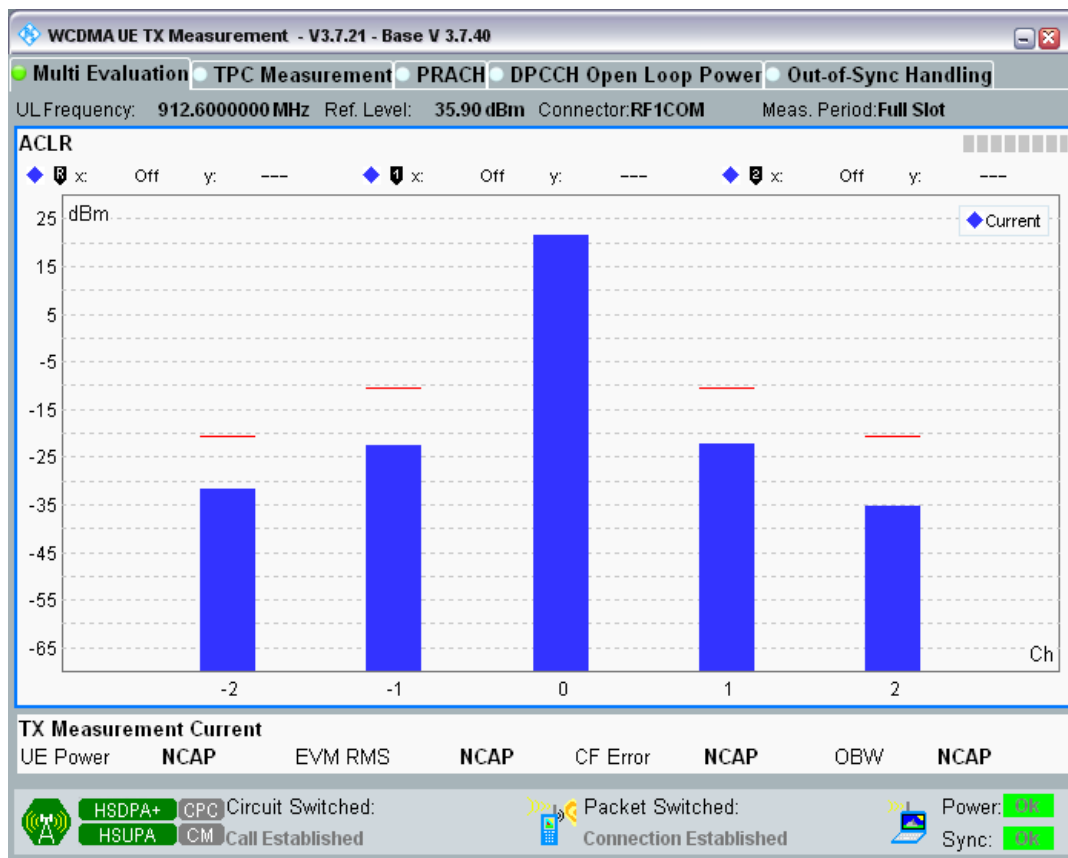 WCDMA UE TX Measurement - V3.7.21 - Base V 3.7.40
Multi Evaluation TPC Measurement PRACH DPCCH Open Loop Power Out-of-Sync Handling
UL Frequency: 912.6000000 MHz Ref. Level: 35.90 dBm Connector:RF1COM Meas. Period:Full Slot
ACLR
R x: Off y: --- 1 x: Off y: --- 2 x: Off y: ---
dBm
Current
25
15
5
-5
-15
-25
-35
-45
-55
-65
Ch
-2 -1 0 1 2
TX Measurement Current
UE Power NCAP EVM RMS NCAP CF Error NCAP OBW NCAP
HSDPA+ CPC Circuit Switched: Packet Switched: Power: OK
HSUPA CM Call Established Connection Established Sync: OK